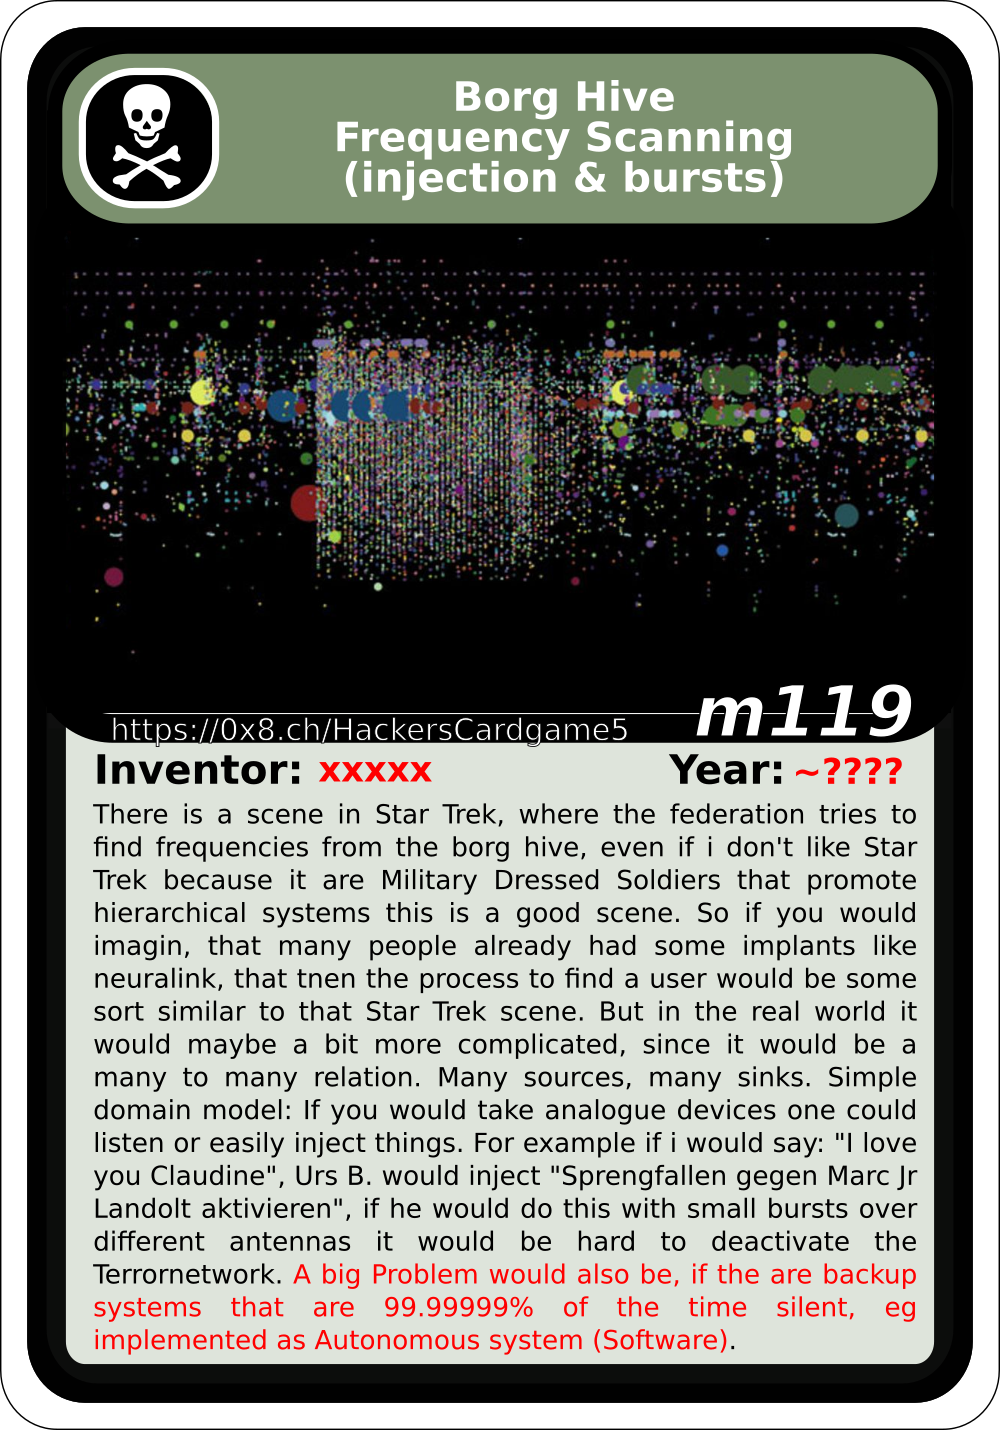 Borg Hive
Frequency Scanning
(injection & bursts)
https://0x8.ch/HackersCardgame5
m119
Inventor: xxxxx Year: ~????
There is a scene in Star Trek, where the federation tries to
find frequencies from the borg hive, even if i don't like Star
Trek because it are Military Dressed Soldiers that promote
hierarchical systems this is a good scene. So if you would
imagin, that many people already had some implants like
neuralink, that tnen the process to find a user would be some
sort similar to that Star Trek scene. But in the real world it
would maybe a bit more complicated, since it would be a
many to many relation. Many sources, many sinks. Simple
domain model: If you would take analogue devices one could
listen or easily inject things. For example if i would say: "I love
you Claudine", Urs B. would inject "Sprengfallen gegen Marc Jr
Landolt aktivieren", if he would do this with small bursts over
different antennas it would be hard to deactivate the
Terrornetwork. A big Problem would also be, if the are backup
systems that are 99.99999% of the time silent, eg
implemented as Autonomous system (Software).